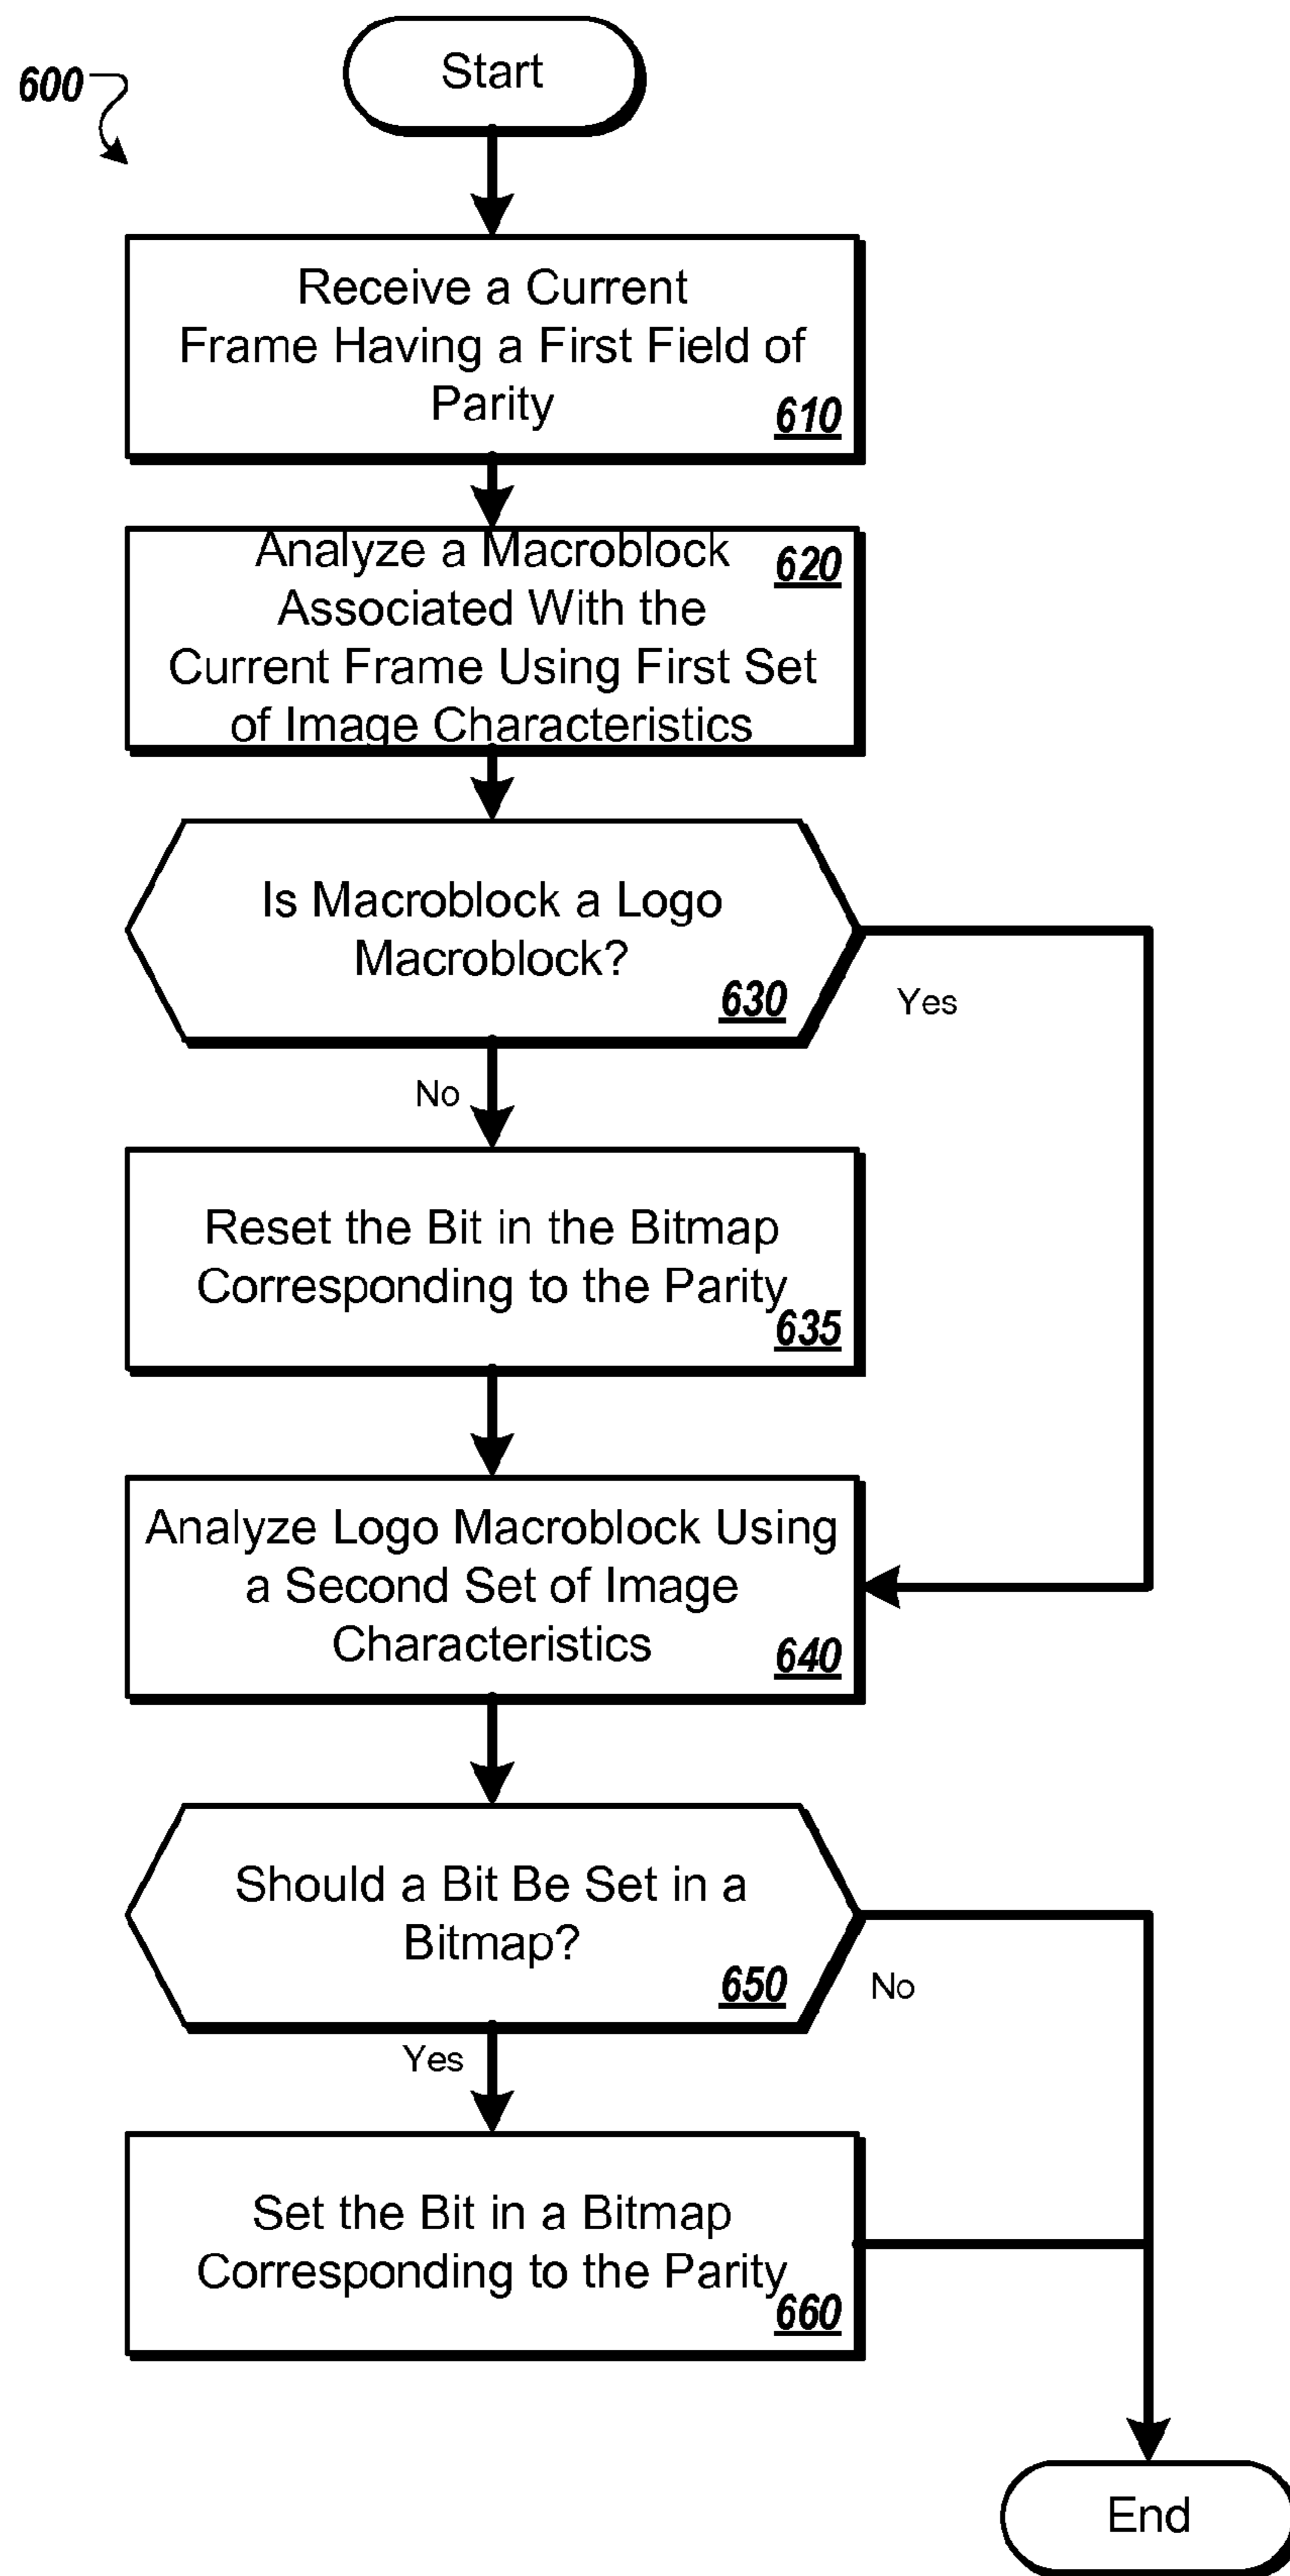 Start
600
Receive a Current
Frame Having a First Field of
Parity
610
Analyze a Macroblock
620
Associated With the
Current Frame Using First Set
of Image Characteristics
Is Macroblock a Logo
Macroblock?
630
Yes
No
Reset the Bit in the Bitmap
Corresponding to the Parity
635
Analyze Logo Macroblock Using
a Second Set of Image
Characteristics
640
Should a Bit Be Set in a
Bitmap?
650
No
Yes
Set the Bit in a Bitmap
Corresponding to the Parity
660
End